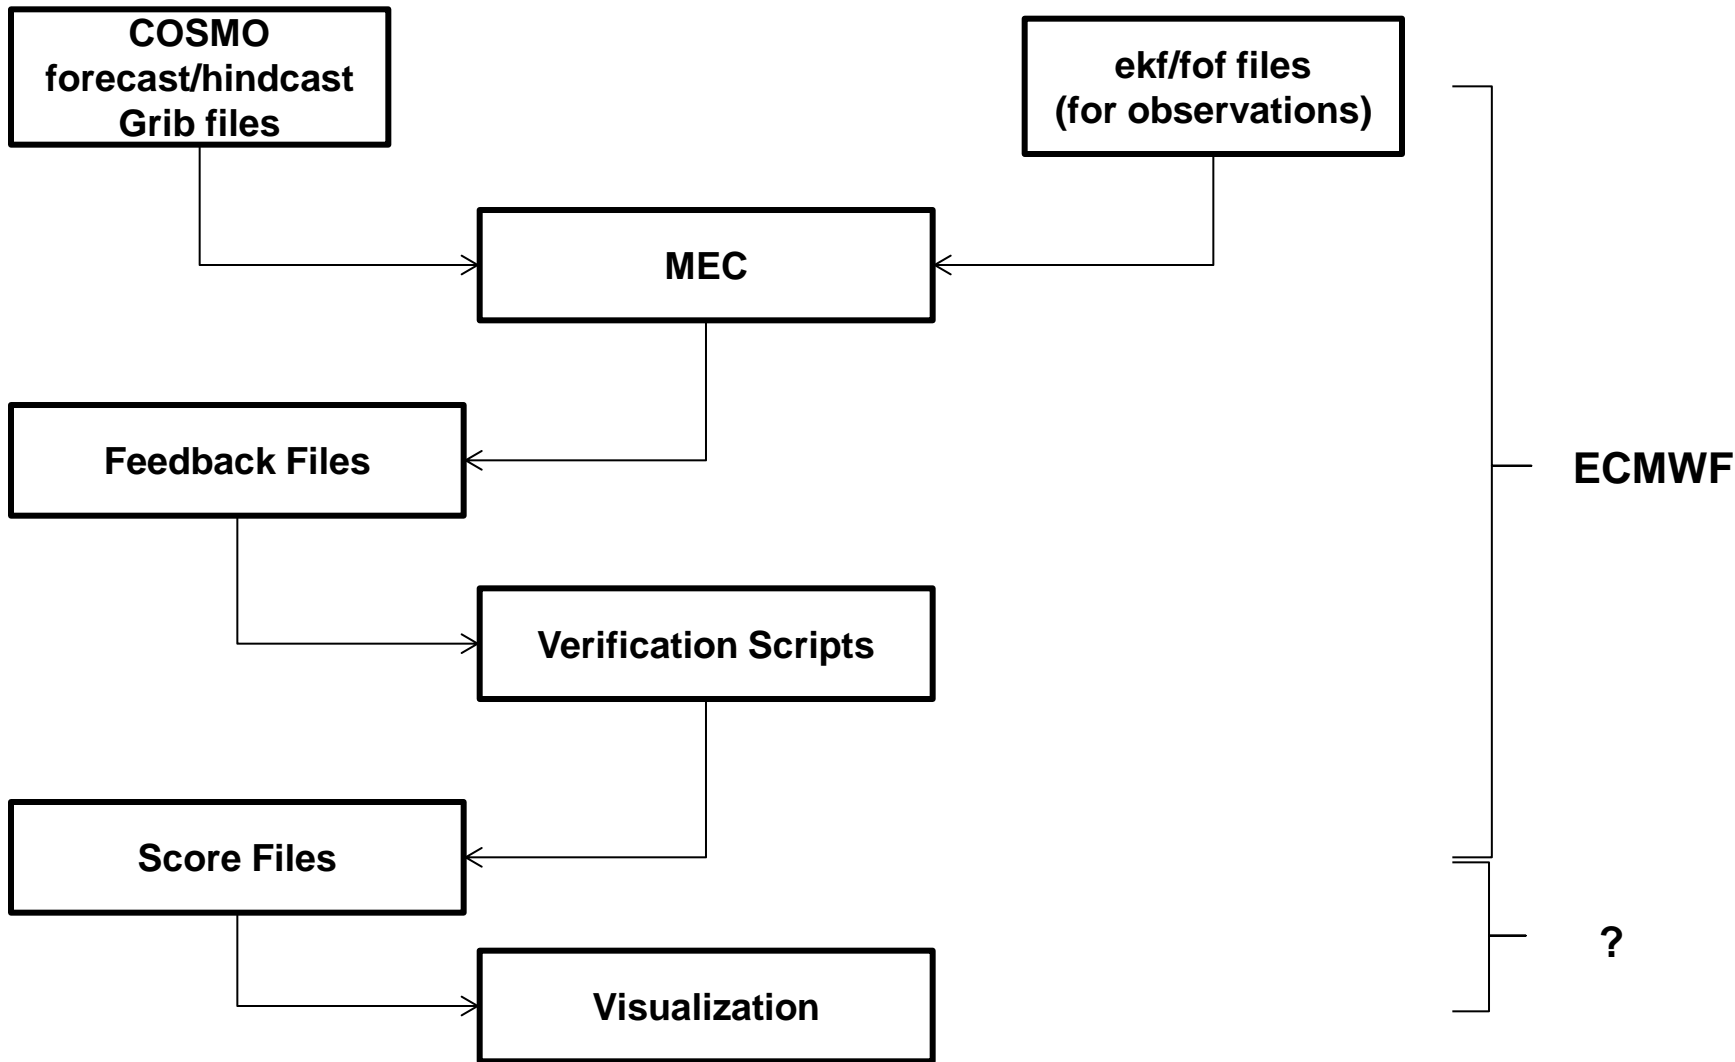 COSMO
forecast/hindcast
Grib files
ekf/fof files
(for observations)
MEC
Feedback Files
ECMWF
Verification Scripts
Score Files
?
Visualization